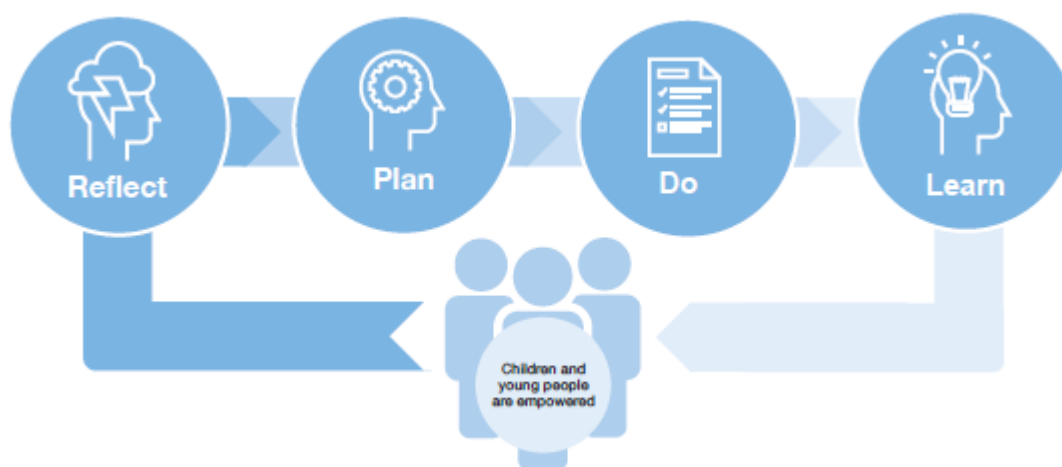 Reflect
Plan
Do
Learn
Children and
young people
are empowered